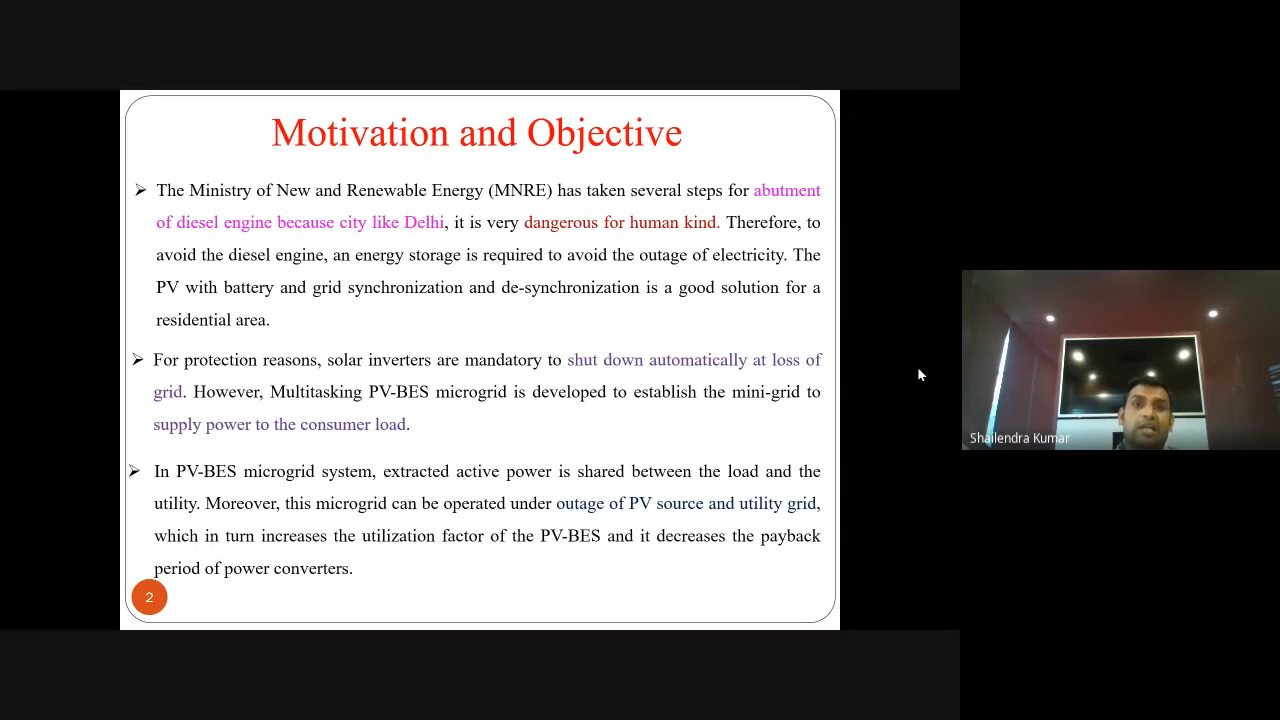 Motivation and Objective
➢ The Ministry of New and Renewable Energy (MNRE) has taken several steps for abutment
of diesel engine because city like Delhi, it is very dangerous for human kind. Therefore, to
avoid the diesel engine, an energy storage is required to avoid the outage of electricity. The
PV with battery and grid synchronization and de-synchronization is a good solution for a
residential area.
➢ For protection reasons, solar inverters are mandatory to shut down automatically at loss of
grid. However, Multitasking PV-BES microgrid is developed to establish the mini-grid to
supply power to the consumer load.
➢ In PV-BES microgrid system, extracted active power is shared between the load and the
utility. Moreover, this microgrid can be operated under outage of PV source and utility grid,
which in turn increases the utilization factor of the PV-BES and it decreases the payback
period of power converters.
2
Shailendra Kumar